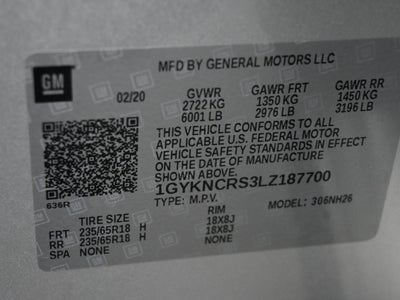 GM
MFD BY GENERAL MOTORS LLC
02/20
GVWR GAWR FRT GAWR RR
2722 KG 1350 KG 1450 KG
6001 LB 2976 LB 3196 LB
THIS VEHICLE CONFORMS TO ALL
APPLICABLE U.S. FEDERAL MOTOR
VEHICLE SAFETY STANDARDS IN EFFECT
ON THE DATE OF MANUFACTURE
SHOWN ABOVE.
636R
1GYKNCRS3LZ187700
TYPE: M.P.V. MODEL: 306NH26
TIRE SIZE RIM
FRT 235/65R18 H 18X8J
RR 235/65R18 H 18X8J
SPA NONE NONE